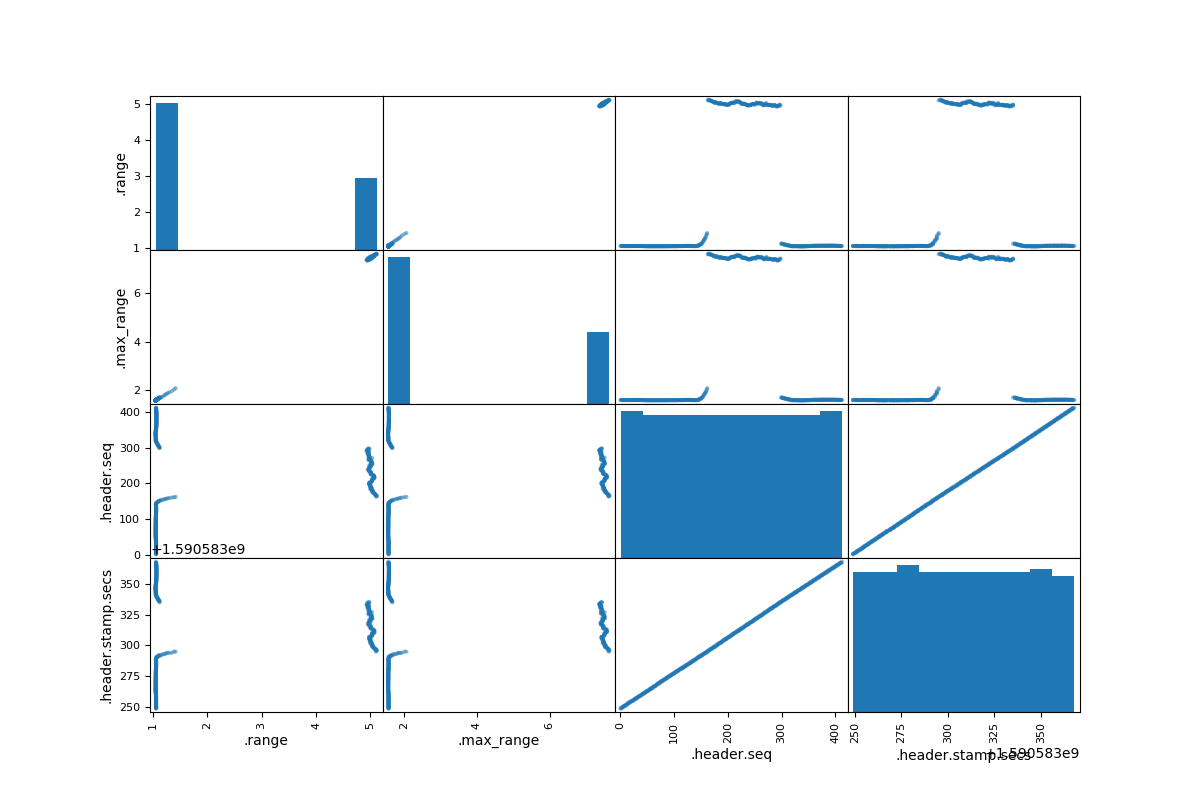 5
4
3
2
1
.range
6
4
2
.max_range
400
300
200
100
0
.header.seq
+1.590583e9
350
325
300
275
250
.header.stamp.secs
1 2 3 4 5
2 4 6
0 100 200 300 400
250 275 300 325 350
.range
.max_range
.header.seq
.header.stamp.secs
+1.590583e9